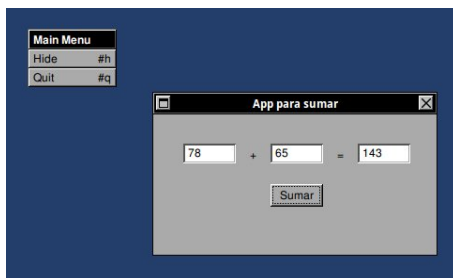 Main Menu
Hide #h
Quit #q
App para sumar
78 + 65 = 143
Sumar